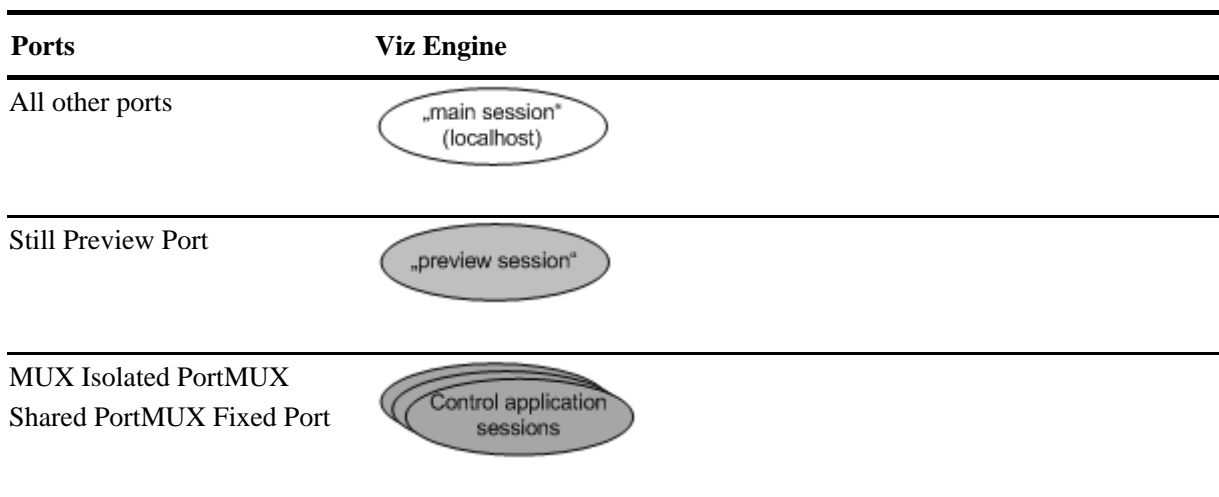 Ports Viz Engine
All other ports
„main session“
(localhost)
Still Preview Port
„preview session“
MUX Isolated PortMUX
Shared PortMUX Fixed Port
Control application
sessions